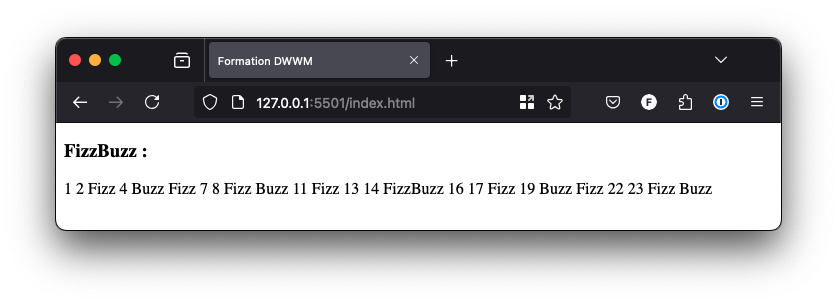 Formation DWWM
127.0.0.1:5501/index.html
F
FizzBuzz :
1 2 Fizz 4 Buzz Fizz 7 8 Fizz Buzz 11 Fizz 13 14 FizzBuzz 16 17 Fizz 19 Buzz Fizz 22 23 Fizz Buzz